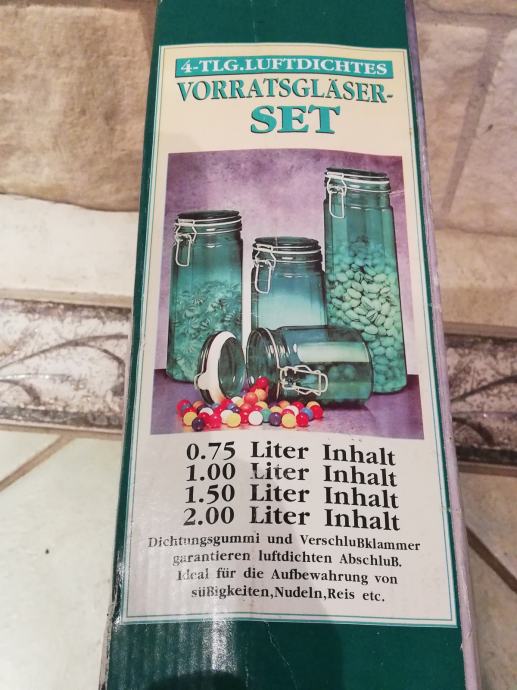 4-TLG.LUFTDICHTES
VORRATSGLÄSER-
SET
0.75 Liter Inhalt
1.00 Liter Inhalt
1.50 Liter Inhalt
2.00 Liter Inhalt
Dichtungsgummi und Verschlußklammer
garantieren luftdichten Abschluß.
Ideal für die Aufbewahrung von
süßigkeiten,Nudeln,Reis etc.